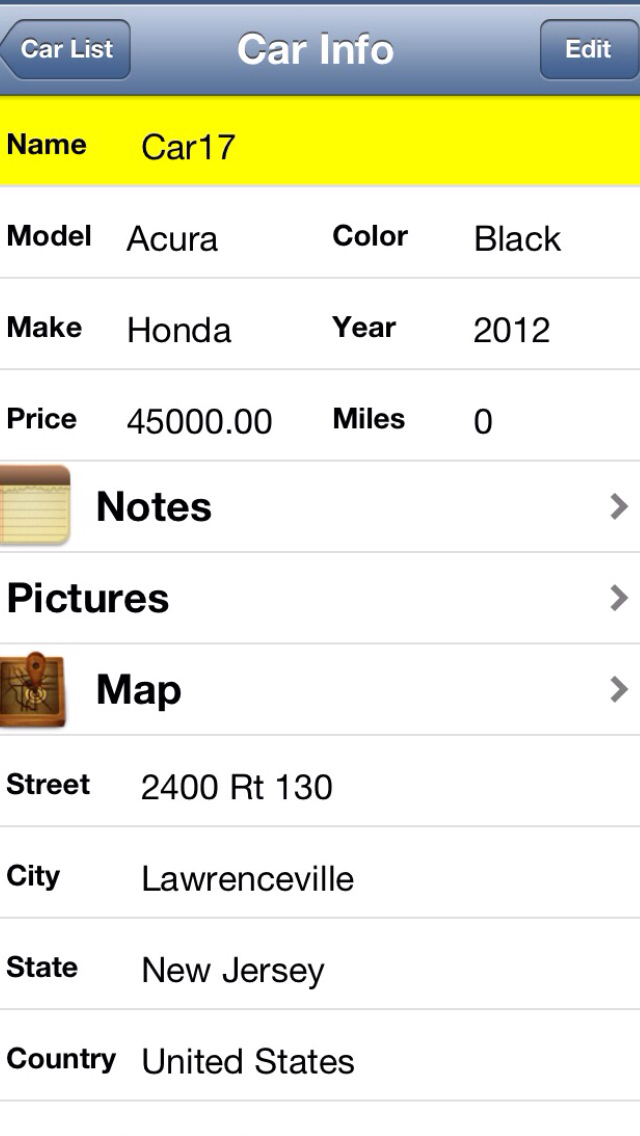 Car List Car Info Edit
Name Car17
Model Acura Color Black
Make Honda Year 2012
Price 45000.00 Miles 0
Notes
Pictures
Map
Street 2400 Rt 130
City Lawrenceville
State New Jersey
Country United States